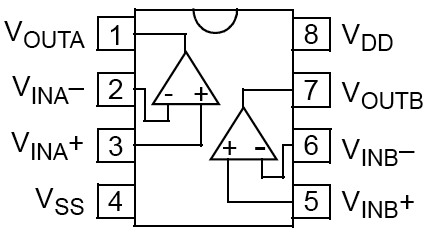 VOUTA 1 8 VDD
VINA– 2 7 VOUTB
- +
VINA+ 3 6 VINB–
+ -
VSS 4 5 VINB+